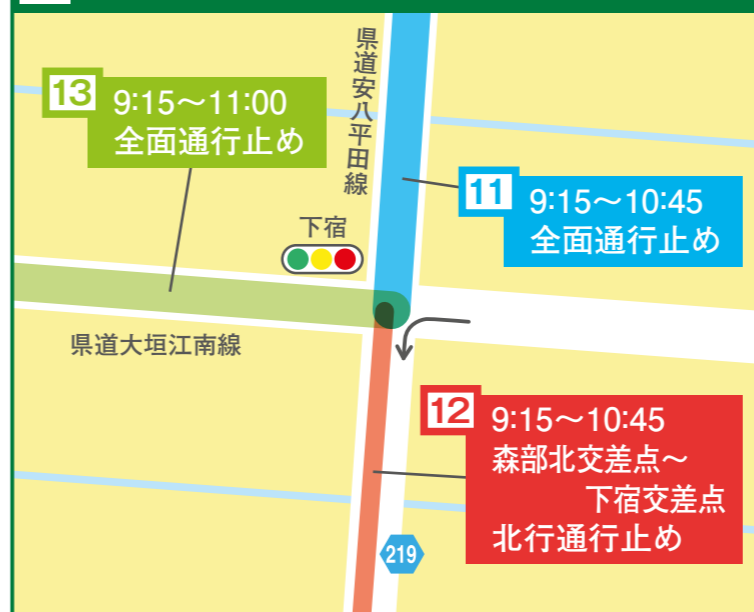 県道安八平田線
13
9:15～11:00
全面通行止め
11
9:15～10:45
全面通行止め
下宿
県道大垣江南線
12
9:15～10:45
森部北交差点～
下宿交差点
北行通行止め
219